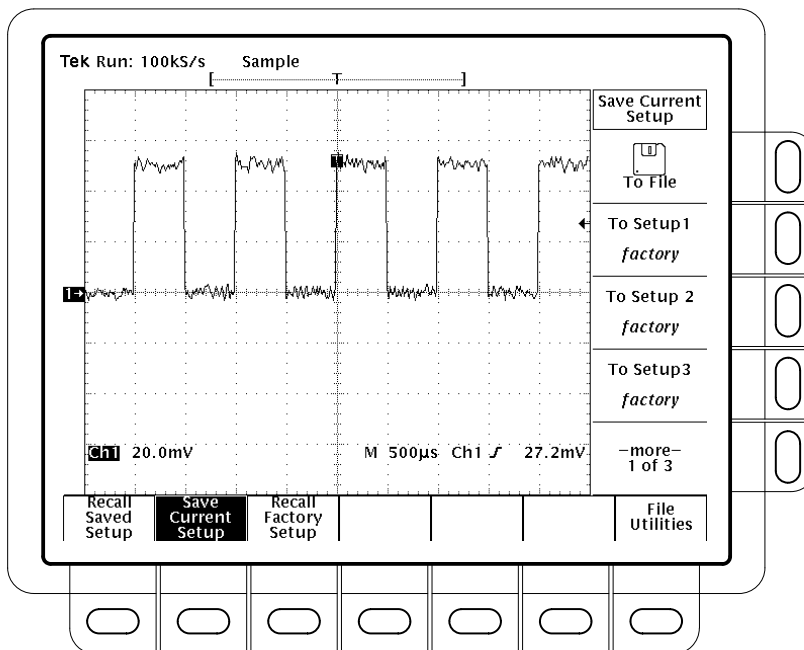 Tek Run: 100kS/s Sample
[ T ]
Save Current
Setup
To File
T
To Setup1
factory
1→
To Setup 2
factory
To Setup3
factory
Ch1 20.0mV M 500µs Ch1 27.2mV
–more–
1 of 3
Recall
Saved
Setup
Save
Current
Setup
Recall
Factory
Setup
File
Utilities